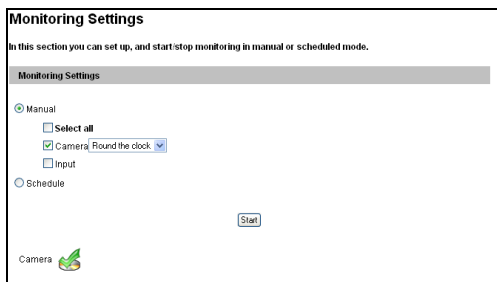 Monitoring Settings
In this section you can set up, and start/stop monitoring in manual or scheduled mode.
Monitoring Settings
Manual
Select all
Camera Round the clock
Input
Schedule
Start
Camera